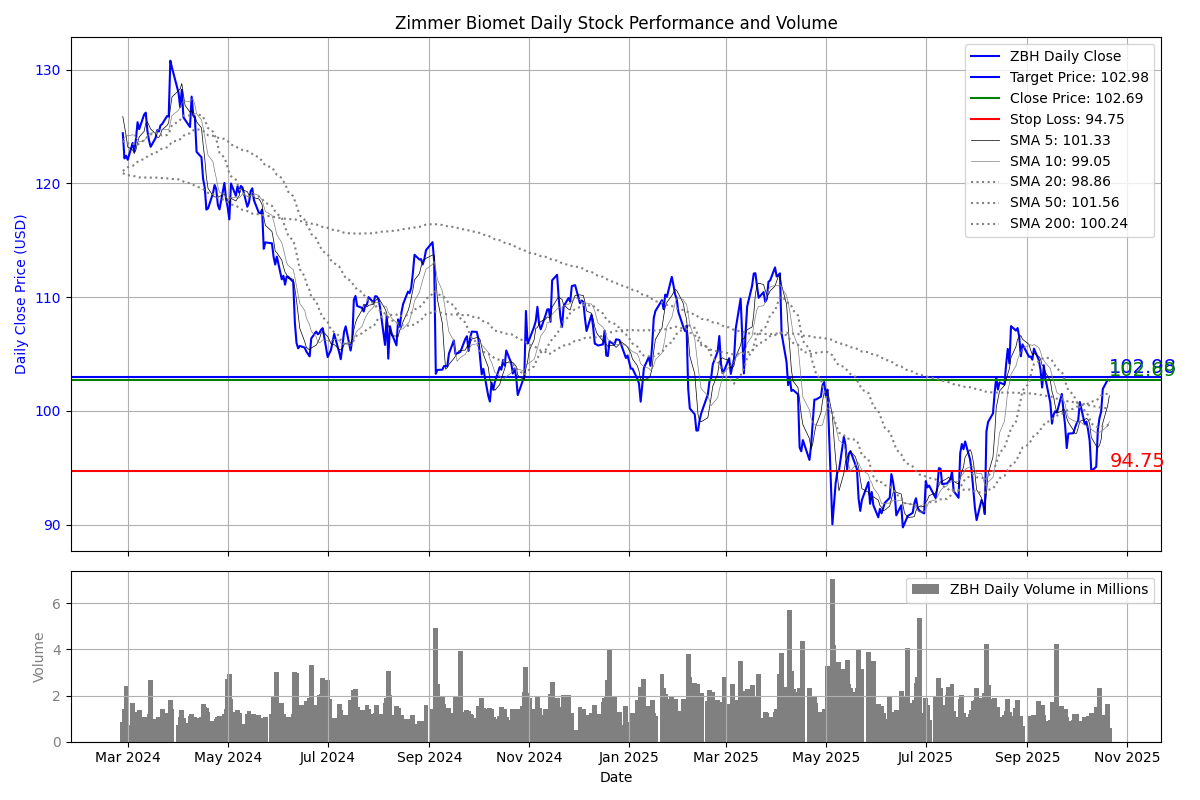 Zimmer Biomet Daily Stock Performance and Volume
Daily Close Price (USD)
130
120
110
100
90
ZBH Daily Close
Target Price: 102.98
Close Price: 102.69
Stop Loss: 94.75
SMA 5: 101.33
SMA 10: 99.05
SMA 20: 98.86
SMA 50: 101.56
SMA 200: 100.24
102.98
102.69
94.75
Volume
6
4
2
0
ZBH Daily Volume in Millions
Mar 2024
May 2024
Jul 2024
Sep 2024
Nov 2024
Jan 2025
Mar 2025
May 2025
Jul 2025
Sep 2025
Nov 2025
Date